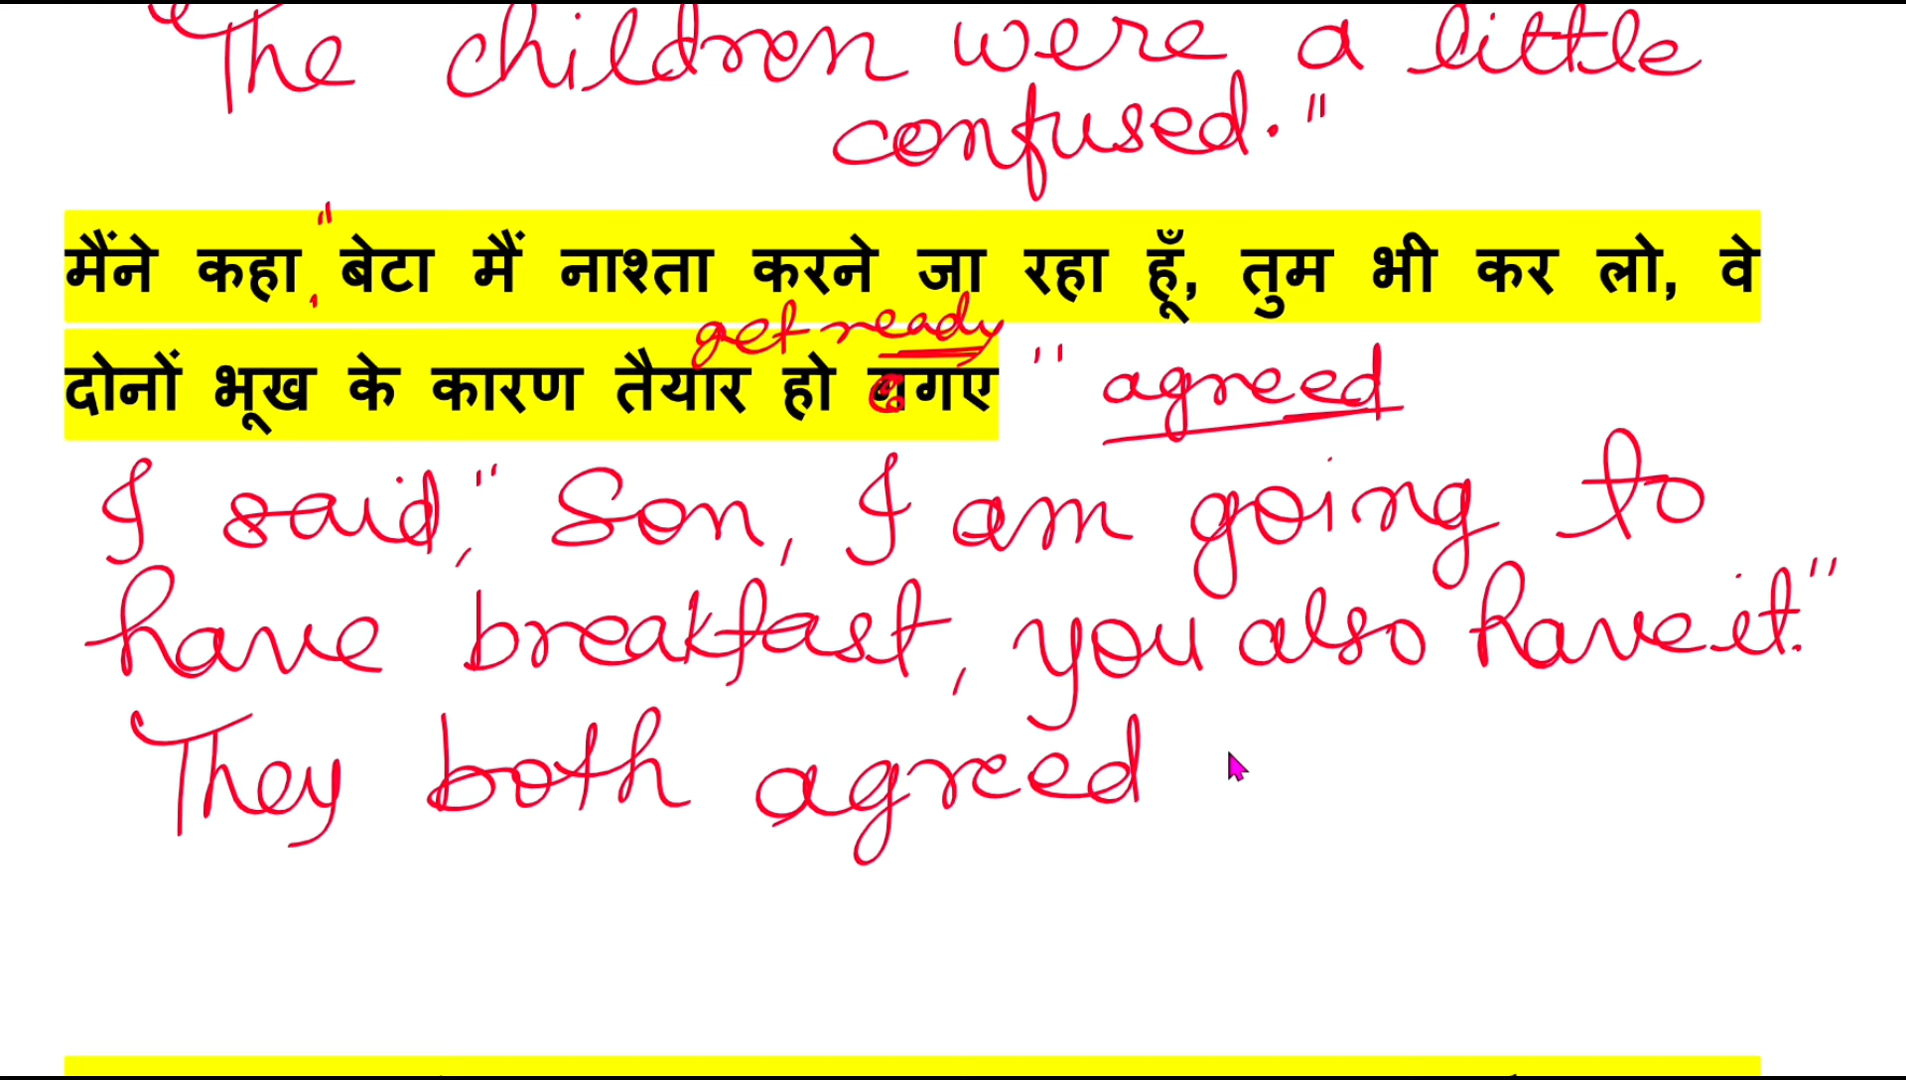 The children were a little
confused."
मैंने कहा, "बेटा मैं नाश्ता करने जा रहा हूँ, तुम भी कर लो, वे
get ready
दोनों भूख के कारण तैयार हो गए " agreed
I said, "Son, I am going to
have breakfast, you also have it."
They both agreed